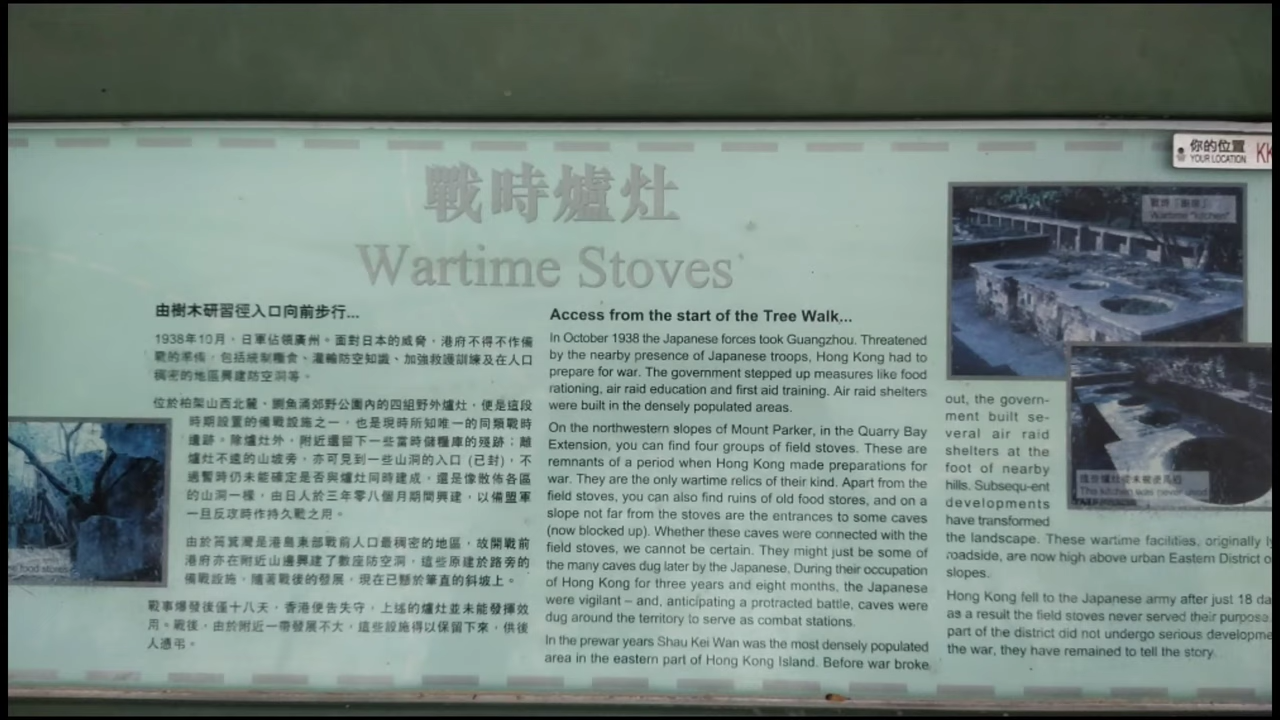 你的位置
YOUR LOCATION
KK
戰時爐灶
Wartime Stoves
由樹木研習徑入口向前步行...
1938年10月，日軍佔領廣州。面對日本的威脅，港府不得不作備
戰的準備，包括統制糧食、灌輸防空知識、加強救護訓練及在人口
稠密的地區興建防空洞等。
位於柏架山西北麓、鰂魚涌郊野公園內的四組野外爐灶，便是這段
時期設置的備戰設施之一，也是現時所知唯一的同類戰時
遺跡。除爐灶外，附近還留下一些當時儲糧庫的殘跡；離
爐灶不遠的山坡旁，亦可見到一些山洞的入口 (已封)，不
過暫時仍未能確定是否與爐灶同時建成，還是像散佈各區
的山洞一樣，由日人於三年零八個月期間興建，以備盟軍
一旦反攻時作持久戰之用。
由於筲箕灣是港島東部戰前人口最稠密的地區，故開戰前
港府亦在附近山邊興建了數座防空洞，這些原建於路旁的
備戰設施，隨著戰後的發展，現在已懸於筆直的斜坡上。
戰事爆發後僅十八天，香港便告失守，上述的爐灶並未能發揮效
用。戰後，由於附近一帶發展不大，這些設施得以保留下來，供後
人憑弔。
Access from the start of the Tree Walk...
In October 1938 the Japanese forces took Guangzhou. Threatened
by the nearby presence of Japanese troops, Hong Kong had to
prepare for war. The government stepped up measures like food
rationing, air raid education and first aid training. Air raid shelters
were built in the densely populated areas.
On the northwestern slopes of Mount Parker, in the Quarry Bay
Extension, you can find four groups of field stoves. These are
remnants of a period when Hong Kong made preparations for
war. They are the only wartime relics of their kind. Apart from the
field stoves, you can also find ruins of old food stores, and on a
slope not far from the stoves are the entrances to some caves
(now blocked up). Whether these caves were connected with the
field stoves, we cannot be certain. They might just be some of
the many caves dug later by the Japanese. During their occupation
of Hong Kong for three years and eight months, the Japanese
were vigilant – and, anticipating a protracted battle, caves were
dug around the territory to serve as combat stations.
In the prewar years Shau Kei Wan was the most densely populated
area in the eastern part of Hong Kong Island. Before war broke
out, the govern-
ment built se-
veral air raid
shelters at the
foot of nearby
hills. Subsequ-ent
developments
have transformed
the landscape. These wartime facilities, originally
roadside, are now high above urban Eastern District
slopes.
Hong Kong fell to the Japanese army after just 18 da
as a result the field stoves never served their purpose.
part of the district did not undergo serious developme
the war, they have remained to tell the story.
Wartime "kitchen"
The kitchen was never used
food stores